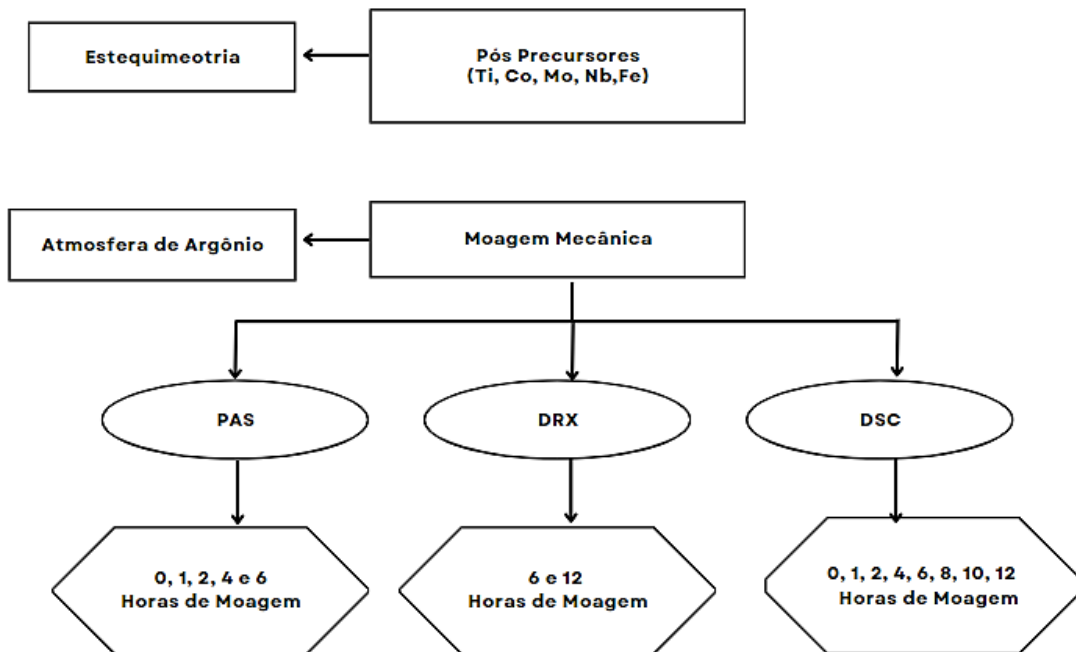 Estequimeotria
Pós Precursores
(Ti, Co, Mo, Nb,Fe)
Atmosfera de Argônio
Moagem Mecânica
PAS
DRX
DSC
0, 1, 2, 4 e 6
Horas de Moagem
6 e 12
Horas de Moagem
0, 1, 2, 4, 6, 8, 10, 12
Horas de Moagem